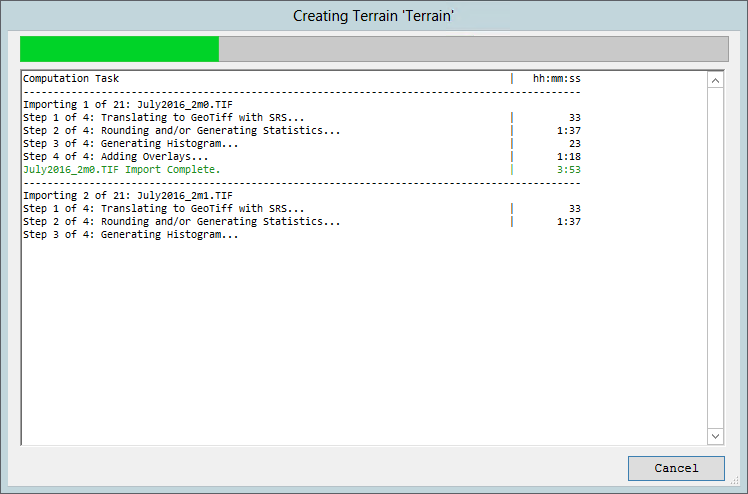 Creating Terrain 'Terrain'
Computation Task | hh:mm:ss
Importing 1 of 21: July2016_2m0.TIF
Step 1 of 4: Translating to GeoTiff with SRS... | 33
Step 2 of 4: Rounding and/or Generating Statistics... | 1:37
Step 3 of 4: Generating Histogram... | 23
Step 4 of 4: Adding Overlays... | 1:18
July2016_2m0.TIF Import Complete. | 3:53
Importing 2 of 21: July2016_2m1.TIF
Step 1 of 4: Translating to GeoTiff with SRS... | 33
Step 2 of 4: Rounding and/or Generating Statistics... | 1:37
Step 3 of 4: Generating Histogram...
Cancel